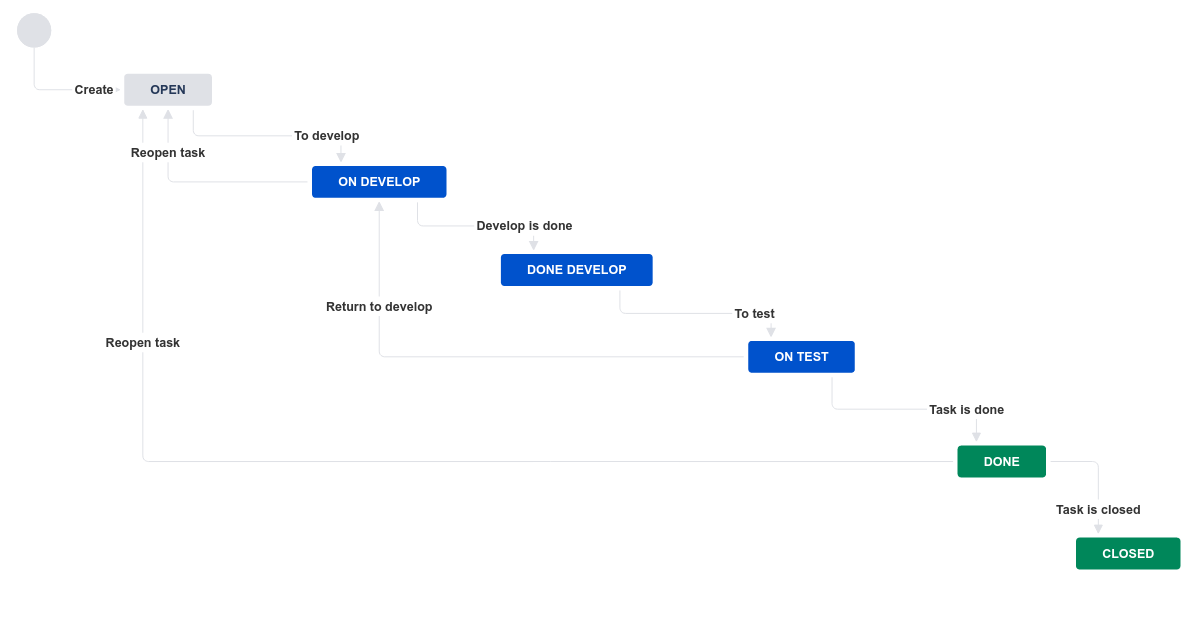 Create
OPEN
To develop
Reopen task
ON DEVELOP
Develop is done
DONE DEVELOP
Return to develop
To test
Reopen task
ON TEST
Task is done
DONE
Task is closed
CLOSED